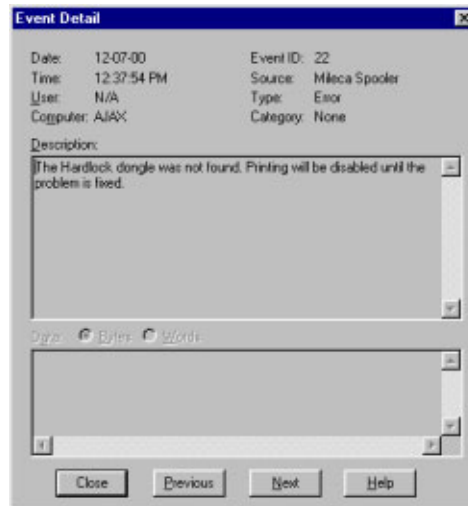 Event Detail
Date: 12-07-00 Event ID: 22
Time: 12:37:54 PM Source: Mileca Spooler
User: N/A Type: Error
Computer: AJAX Category: None
Description:
The Hardlock dongle was not found. Printing will be disabled until the
problem is fixed.
Data: Bytes Words
Close Previous Next Help